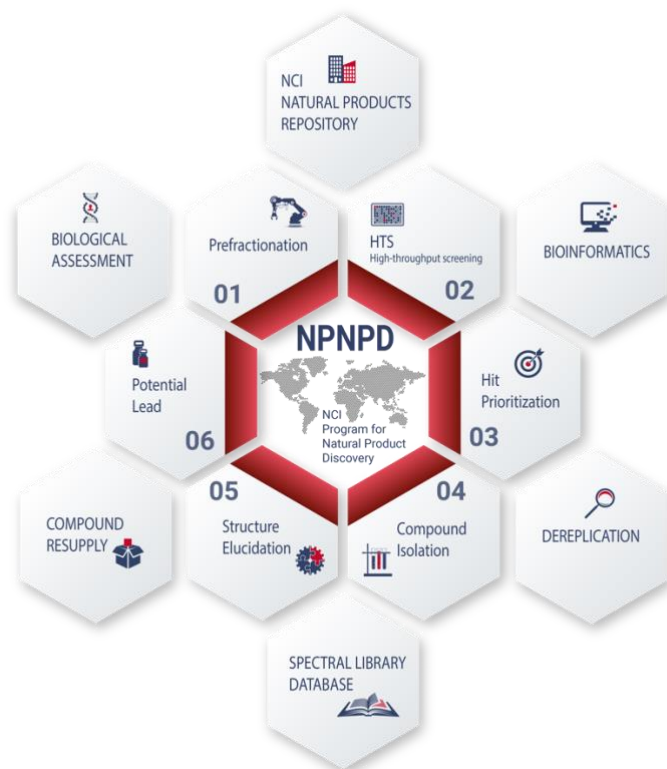 NCI
NATURAL PRODUCTS
REPOSITORY
BIOLOGICAL
ASSESSMENT
Prefractionation
01
HTS
High-throughput screening
02
BIOINFORMATICS
NPNPD
NCI
Program for
Natural Product
Discovery
Potential
Lead
06
Hit
Prioritization
03
05
Structure
Elucidation
04
Compound
Isolation
COMPOUND
RESUPPLY
DEREPLICATION
SPECTRAL LIBRARY
DATABASE